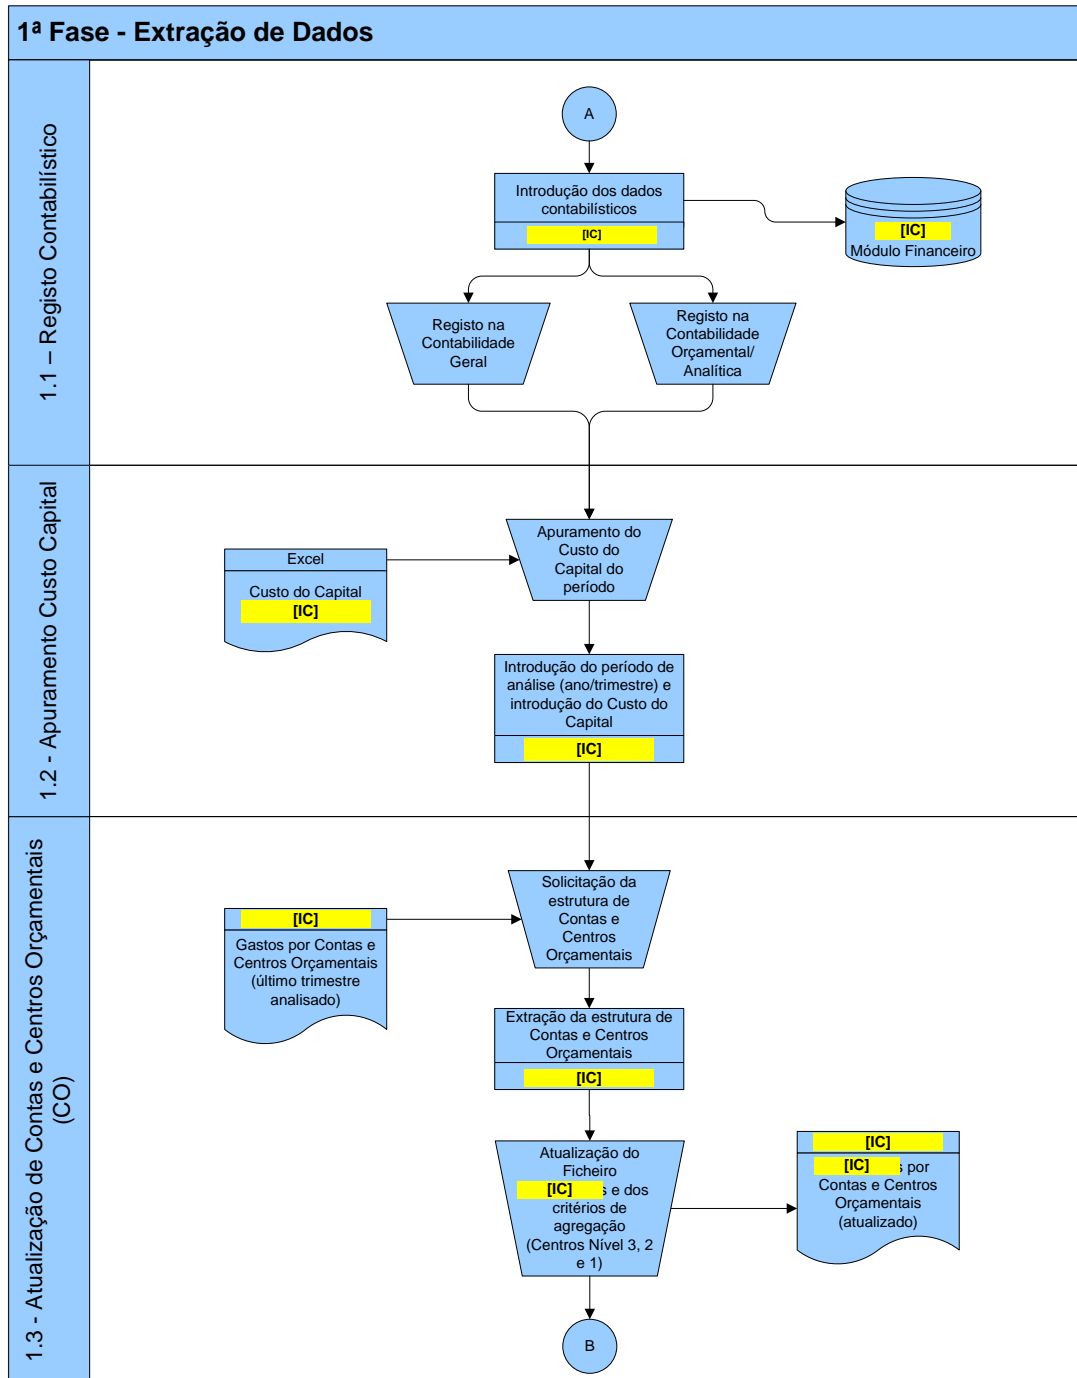 1ª Fase - Extração de Dados
1.1 – Registo Contabilístico
A
Introdução dos dados
contabilísticos
[IC]
[IC]
Módulo Financeiro
Registo na
Contabilidade
Geral
Registo na
Contabilidade
Orçamental/
Analítica
1.2 - Apuramento Custo Capital
Apuramento do
Custo do
Capital do
período
Excel
Custo do Capital
[IC]
Introdução do período de
análise (ano/trimestre) e
introdução do Custo do
Capital
[IC]
1.3 - Atualização de Contas e Centros Orçamentais
(CO)
Solicitação da
estrutura de
Contas e
Centros
Orçamentais
[IC]
Gastos por Contas e
Centros Orçamentais
(último trimestre
analisado)
Extração da estrutura de
Contas e Centros
Orçamentais
[IC]
Atualização do
Ficheiro
[IC] s e dos
critérios de
agregação
(Centros Nível 3, 2
e 1)
[IC]
[IC] s por
Contas e Centros
Orçamentais
(atualizado)
B